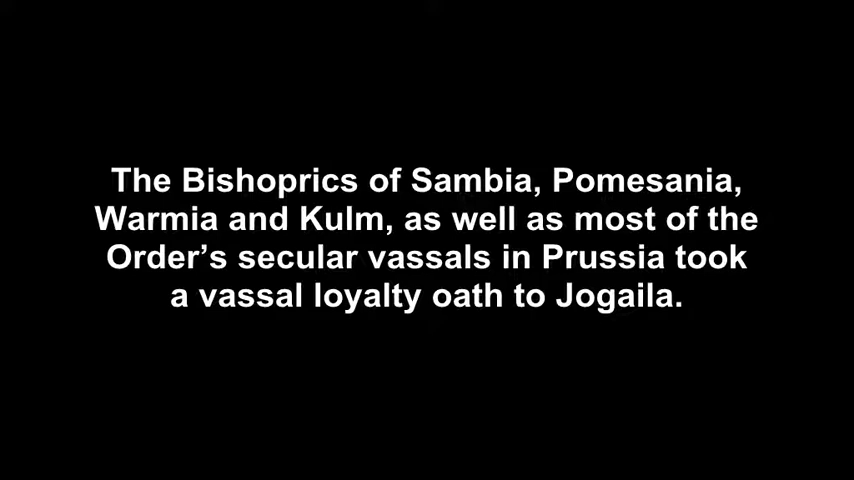 The Bishoprics of Sambia, Pomesania,
Warmia and Kulm, as well as most of the
Order’s secular vassals in Prussia took
a vassal loyalty oath to Jogaila.